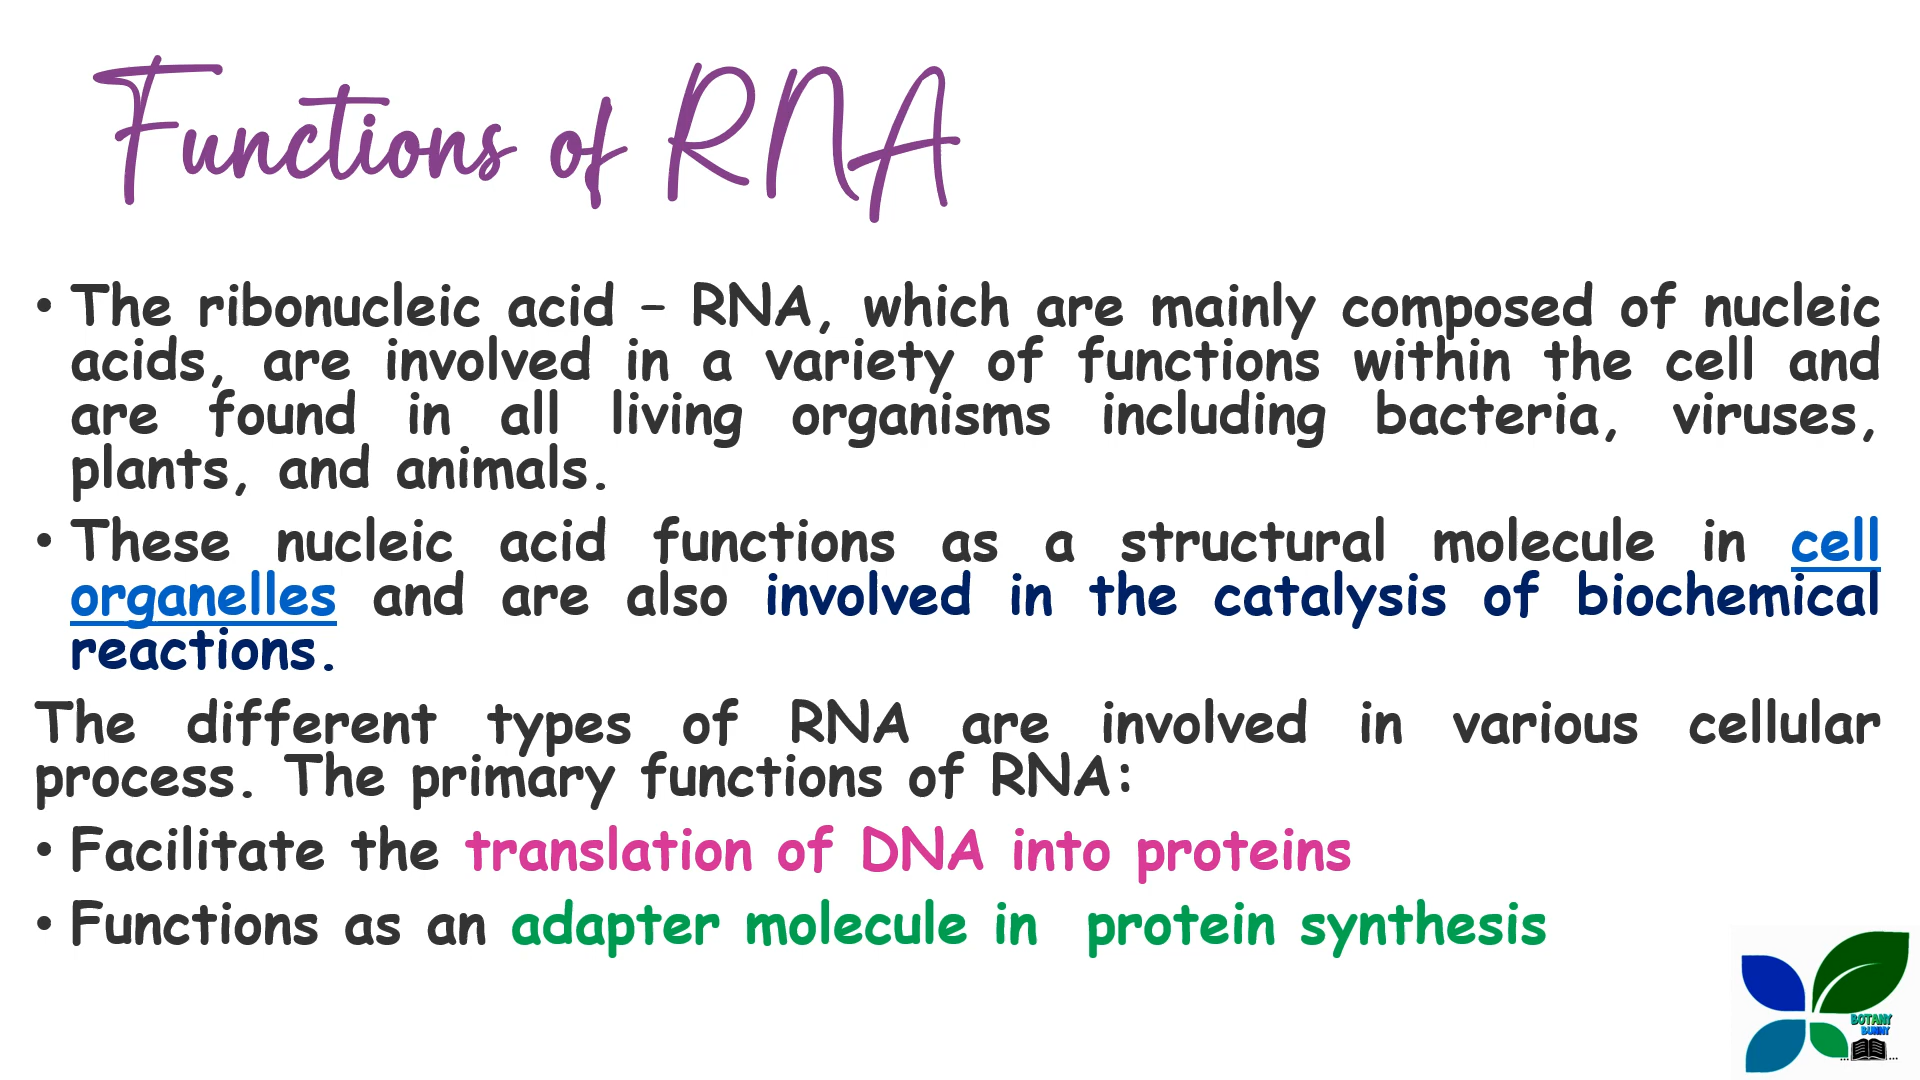 Functions of RNA
• The ribonucleic acid – RNA, which are mainly composed of nucleic
acids, are involved in a variety of functions within the cell and
are found in all living organisms including bacteria, viruses,
plants, and animals.
• These nucleic acid functions as a structural molecule in cell
organelles and are also involved in the catalysis of biochemical
reactions.
The different types of RNA are involved in various cellular
process. The primary functions of RNA:
• Facilitate the translation of DNA into proteins
• Functions as an adapter molecule in  protein synthesis
BOTANY
BUNNY